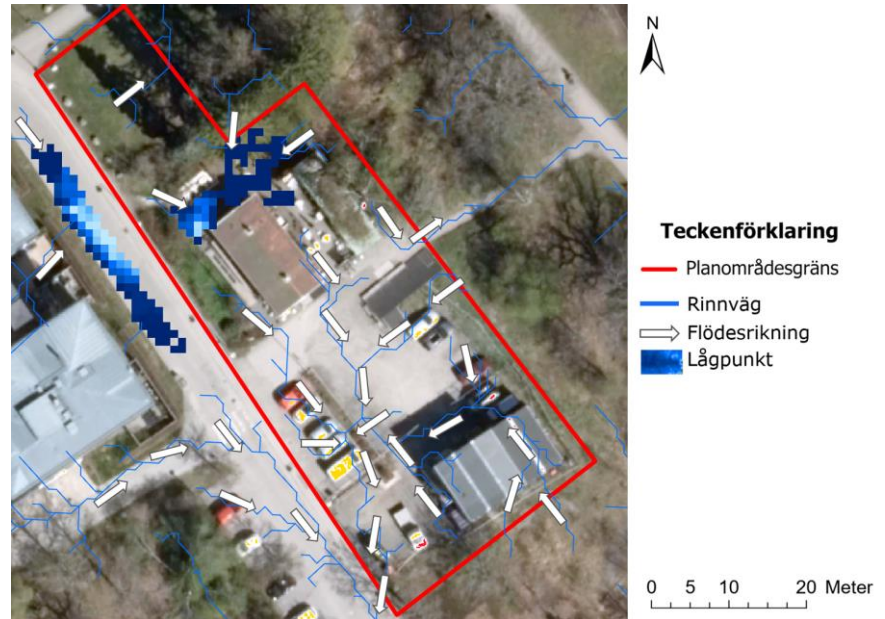 N
Teckenförklaring
Planområdesgräns
Rinnväg
Flödesrikning
Lågpunkt
0 5 10 20 Meter